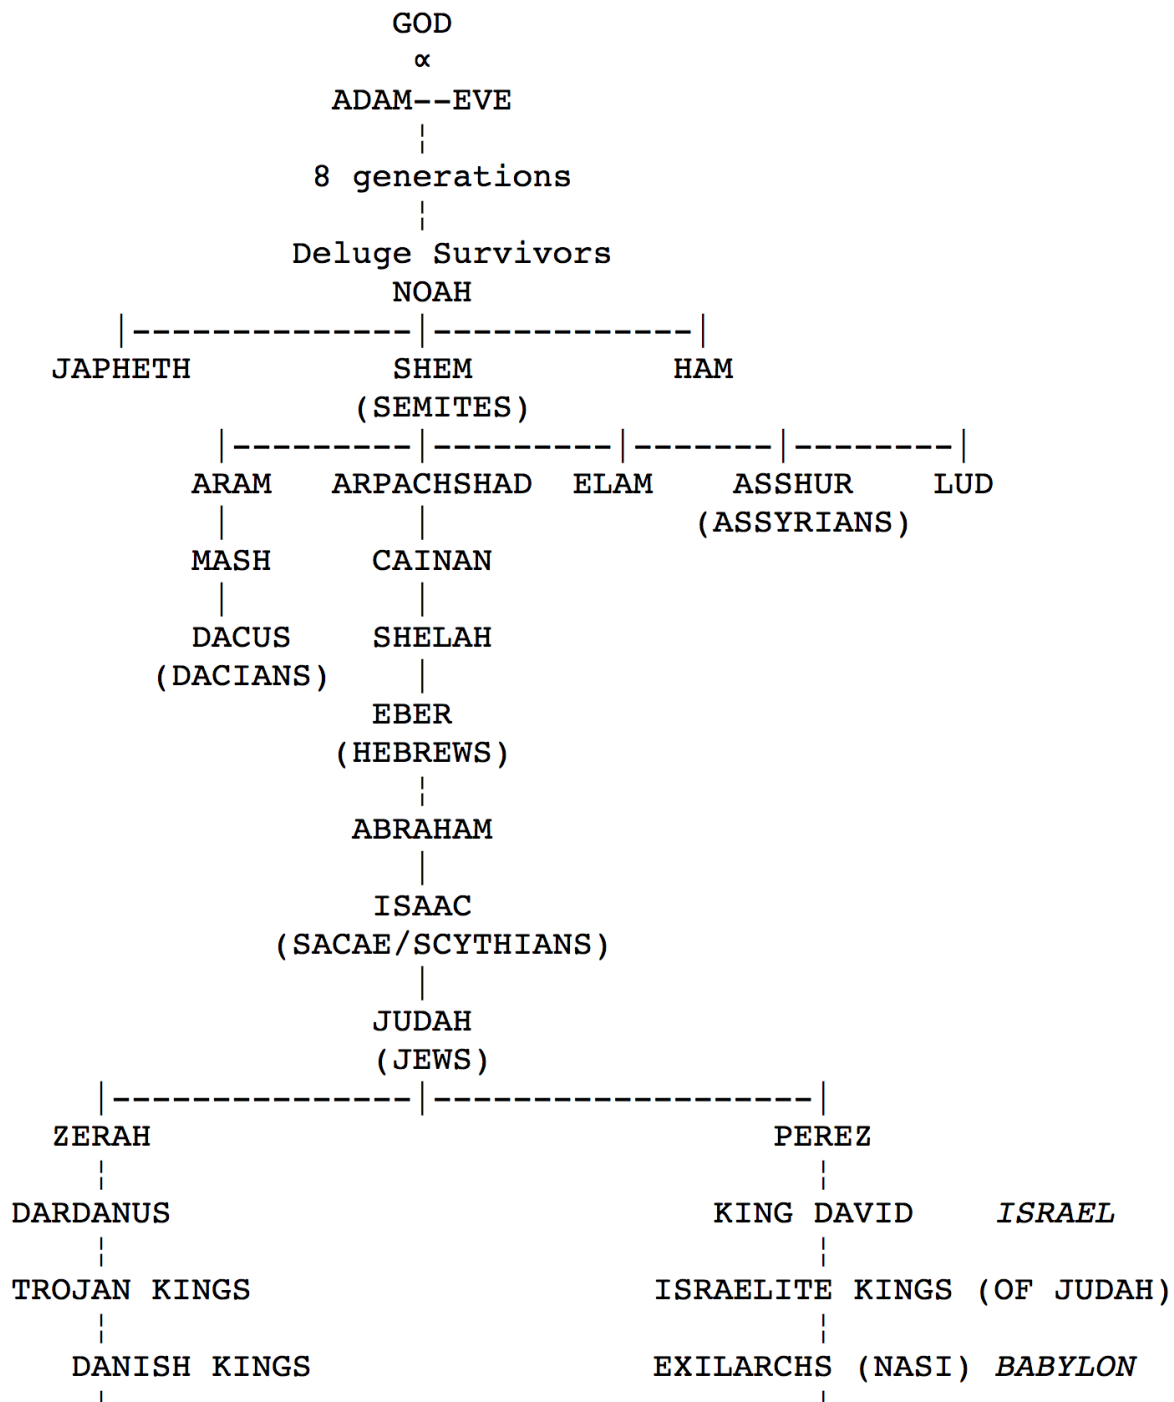 GOD
∝
ADAM--EVE
¦
8 generations
¦
Deluge Survivors
NOAH
|--------------|-------------|
JAPHETH SHEM HAM
(SEMITES)
|---------|---------|-------|--------|
ARAM ARPACHSHAD ELAM ASSHUR LUD
| | (ASSYRIANS)
MASH CAINAN
| |
DACUS SHELAH
(DACIANS) |
EBER
(HEBREWS)
¦
ABRAHAM
|
ISAAC
(SACAE/SCYTHIANS)
|
JUDAH
(JEWS)
|---------------|-------------------|
ZERAH PEREZ
¦ ¦
DARDANUS KING DAVID ISRAEL
¦ ¦
TROJAN KINGS ISRAELITE KINGS (OF JUDAH)
¦ ¦
DANISH KINGS EXILARCHS (NASI) BABYLON